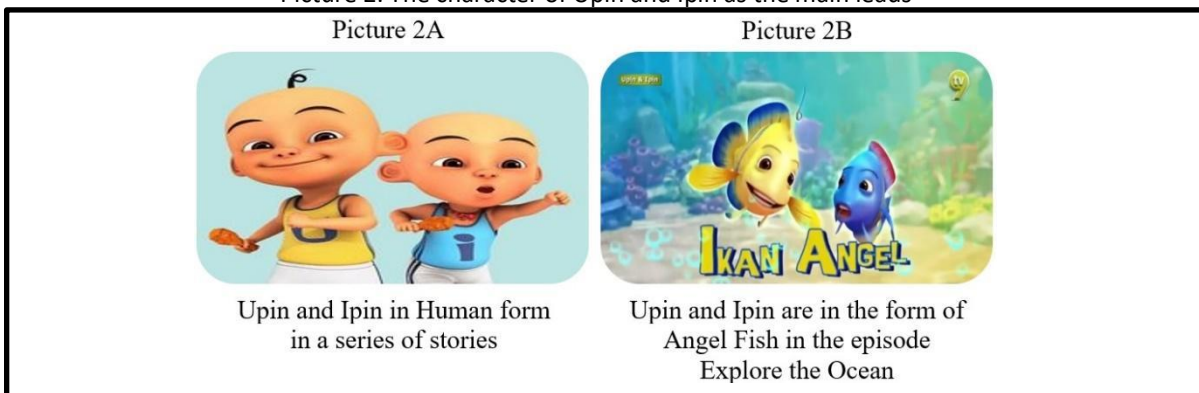 Picture 2: The character of Upin and Ipin as the main leads
Picture 2A
Picture 2B
U
i
Upin & Ipin
tv
9
IKAN ANGEL
Upin and Ipin in Human form
in a series of stories
Upin and Ipin are in the form of
Angel Fish in the episode
Explore the Ocean